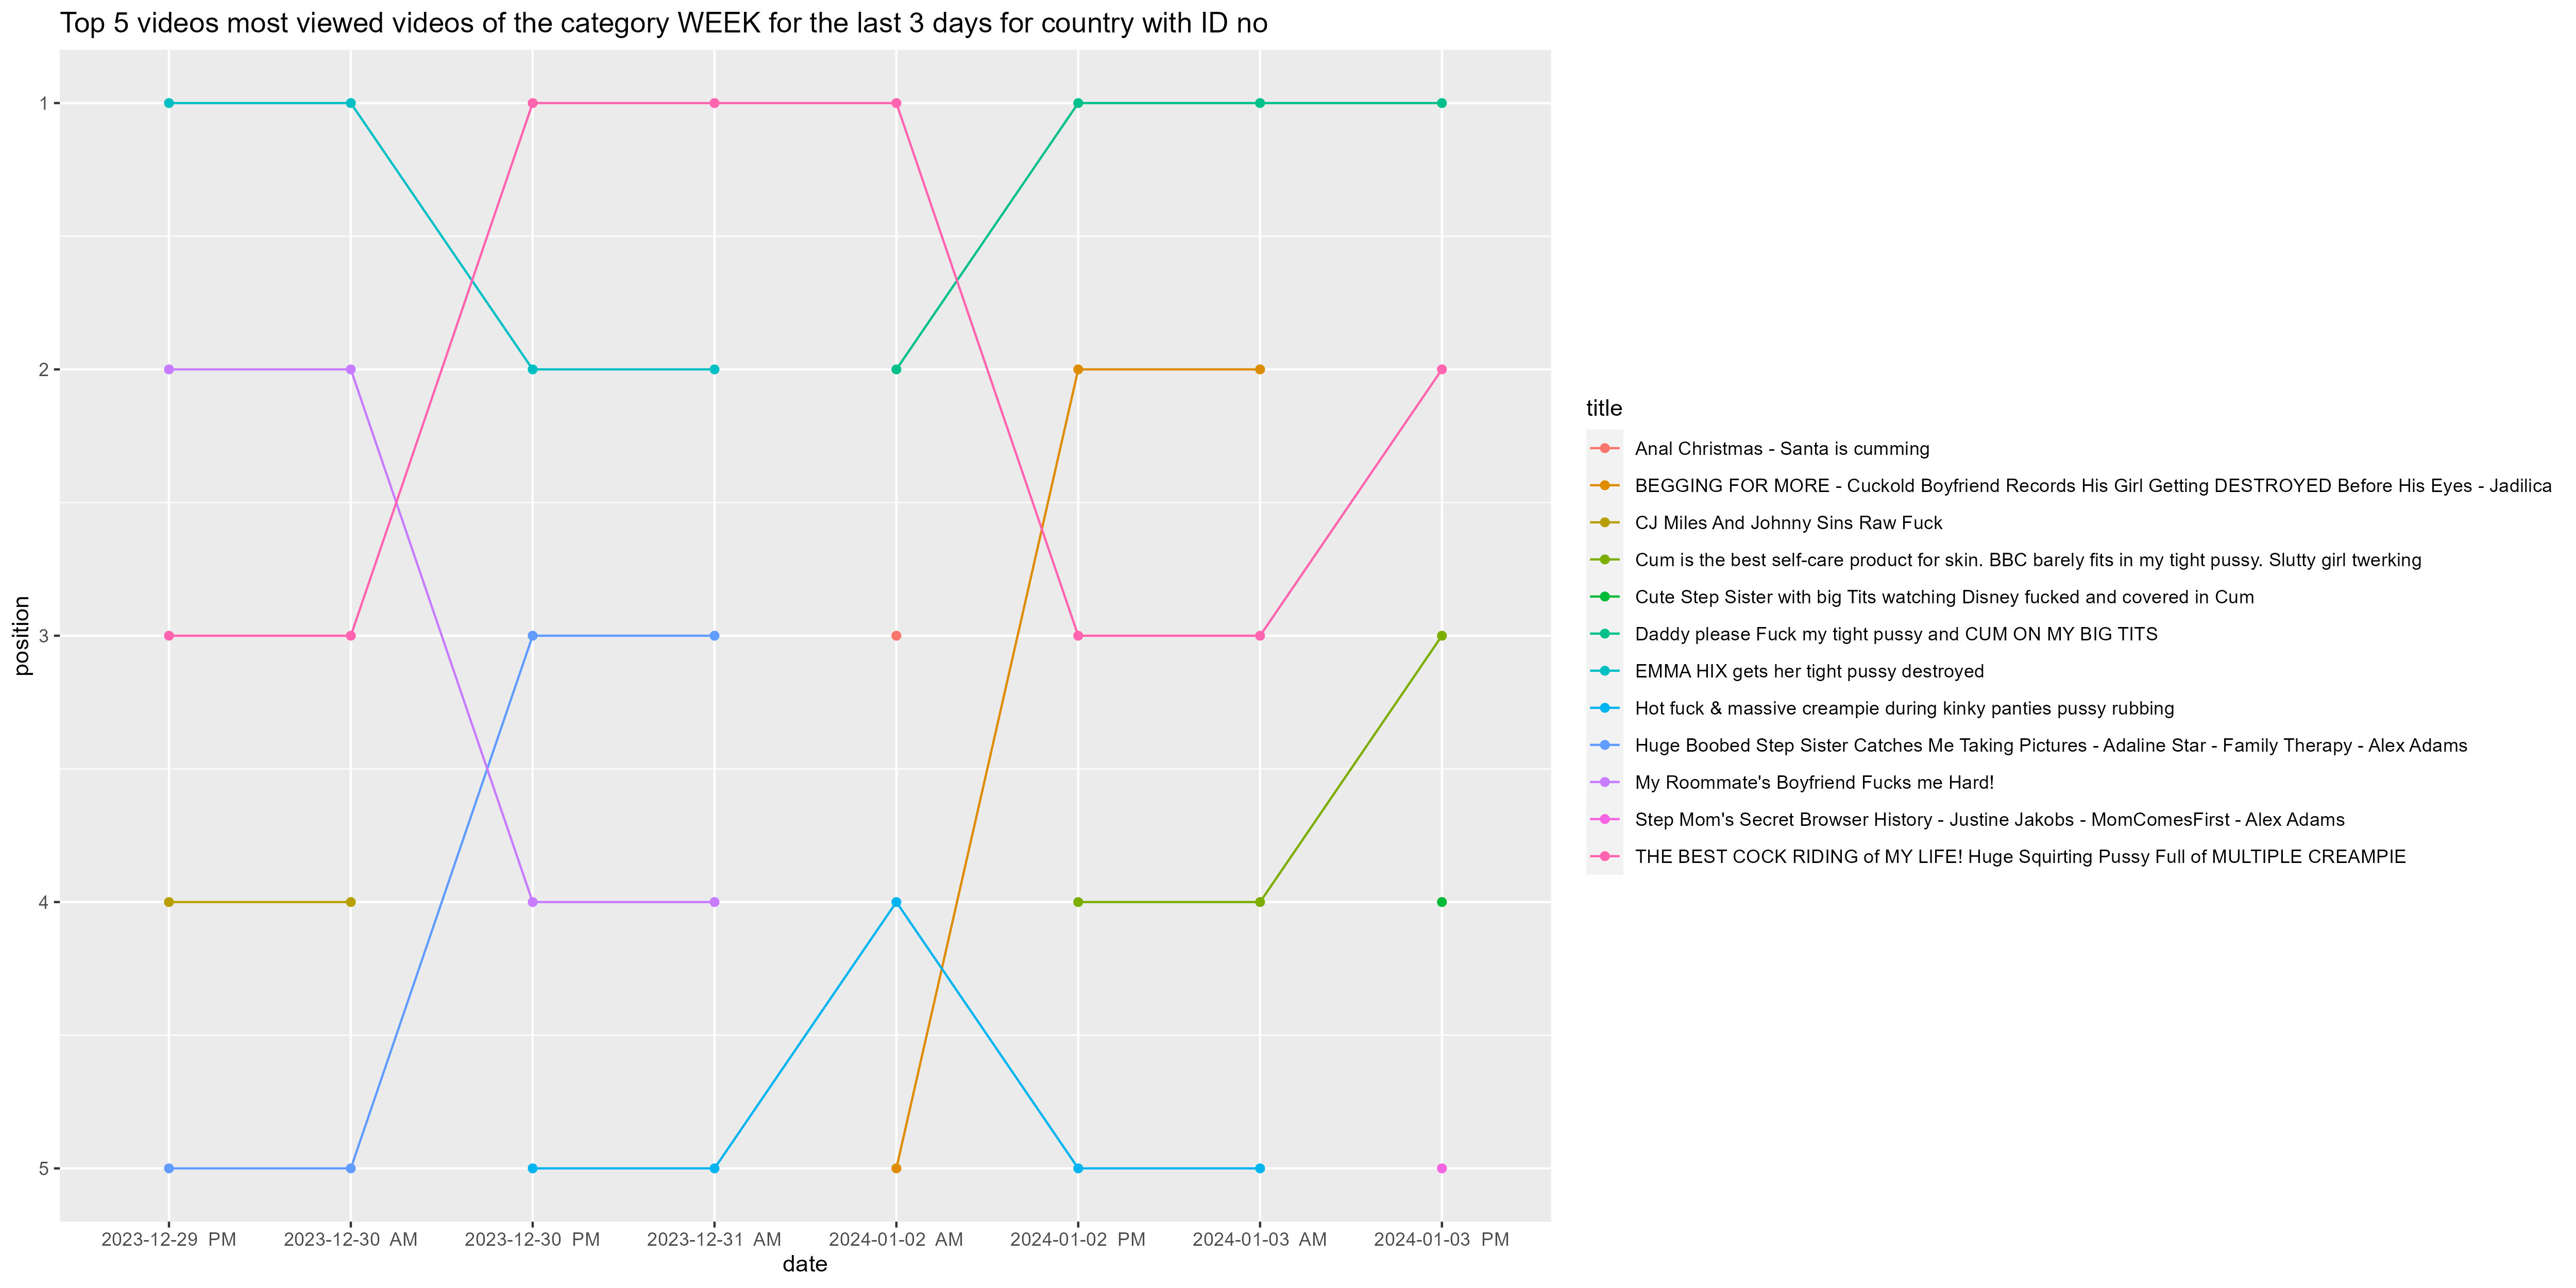 Top 5 videos most viewed videos of the category WEEK for the last 3 days for country with ID no
position
1
2
3
4
5
2023-12-29 PM
2023-12-30 AM
2023-12-30 PM
2023-12-31 AM
2024-01-02 AM
2024-01-02 PM
2024-01-03 AM
2024-01-03 PM
date
title
Anal Christmas - Santa is cumming
BEGGING FOR MORE - Cuckold Boyfriend Records His Girl Getting DESTROYED Before His Eyes - Jadilica
CJ Miles And Johnny Sins Raw Fuck
Cum is the best self-care product for skin. BBC barely fits in my tight pussy. Slutty girl twerking
Cute Step Sister with big Tits watching Disney fucked and covered in Cum
Daddy please Fuck my tight pussy and CUM ON MY BIG TITS
EMMA HIX gets her tight pussy destroyed
Hot fuck & massive creampie during kinky panties pussy rubbing
Huge Boobed Step Sister Catches Me Taking Pictures - Adaline Star - Family Therapy - Alex Adams
My Roommate's Boyfriend Fucks me Hard!
Step Mom's Secret Browser History - Justine Jakobs - MomComesFirst - Alex Adams
THE BEST COCK RIDING of MY LIFE! Huge Squirting Pussy Full of MULTIPLE CREAMPIE